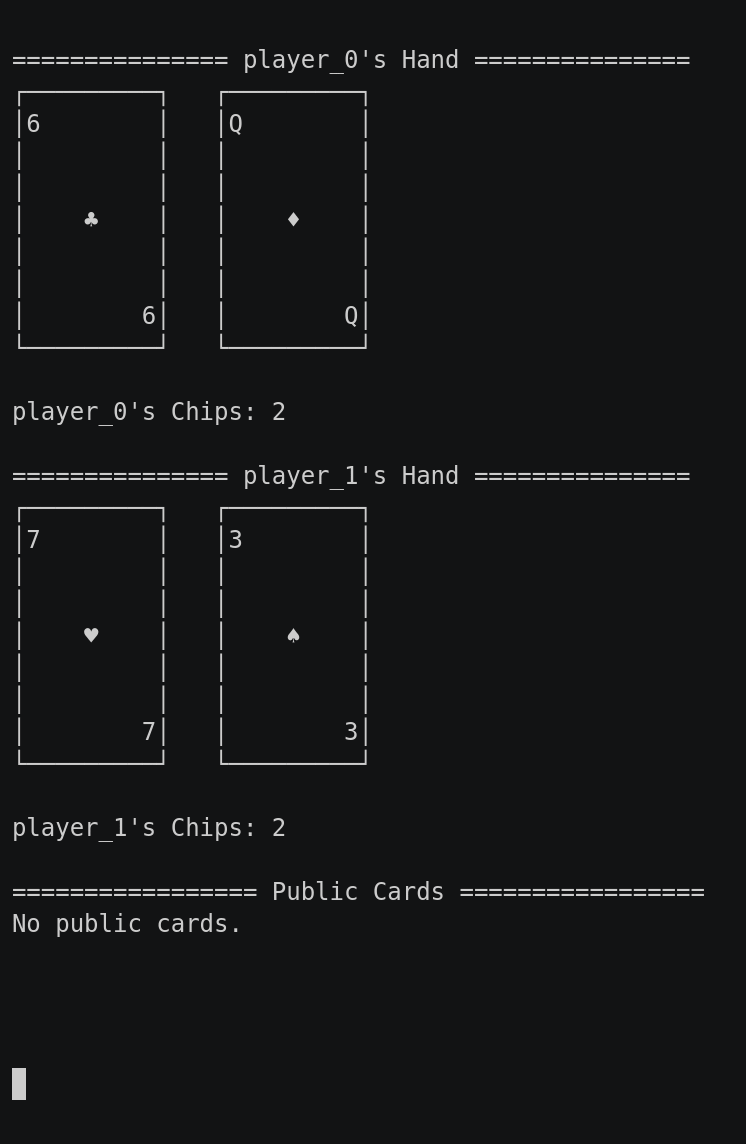 =============== player_0's Hand ===============
┌─────────┐   ┌─────────┐
│6        │   │Q        │
│         │   │         │
│         │   │         │
│    ♣    │   │    ♦    │
│         │   │         │
│         │   │         │
│        6│   │        Q│
└─────────┘   └─────────┘
player_0's Chips: 2
=============== player_1's Hand ===============
┌─────────┐   ┌─────────┐
│7        │   │3        │
│         │   │         │
│         │   │         │
│    ♥    │   │    ♠    │
│         │   │         │
│         │   │         │
│        7│   │        3│
└─────────┘   └─────────┘
player_1's Chips: 2
================= Public Cards =================
No public cards.